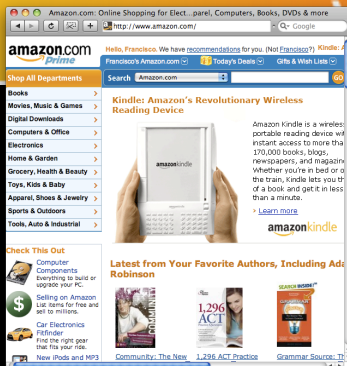 Amazon.com: Online Shopping for Elect...parel, Computers, Books, DVDs & more
http://www.amazon.com/
Google
amazon.com
Prime
Hello, Francisco. We have recommendations for you. (Not Francisco?) Kindle: A
Francisco's Amazon.com Today's Deals Gifts & Wish Lists
Shop All Departments
Search Amazon.com GO
Books
Movies, Music & Games
Digital Downloads
Computers & Office
Electronics
Home & Garden
Grocery, Health & Beauty
Toys, Kids & Baby
Apparel, Shoes & Jewelry
Sports & Outdoors
Tools, Auto & Industrial
Kindle: Amazon's Revolutionary Wireless
Reading Device
amazonkindle
Amazon Kindle is a wireless
portable reading device wit
instant access to more tha
170,000 books, blogs,
newspapers, and magazine
Whether you're in bed or o
the train, Kindle lets you th
of a book and get it in less
than a minute.
Learn more
amazonkindle
Check This Out
Computer
Components
Everything to build or
upgrade your PC.
Selling on Amazon
List items for free and
sell to millions.
Car Electronics
Fitfinder
Find the right gear
that fits your ride.
New iPods and MP3
Latest from Your Favorite Authors, Including Ada
Robinson
COMMUNITY
1,296
ACT
SEARCH INSIDE!™
GRAMMAR
Community: The New
1,296 ACT Practice
Grammar Source: Th